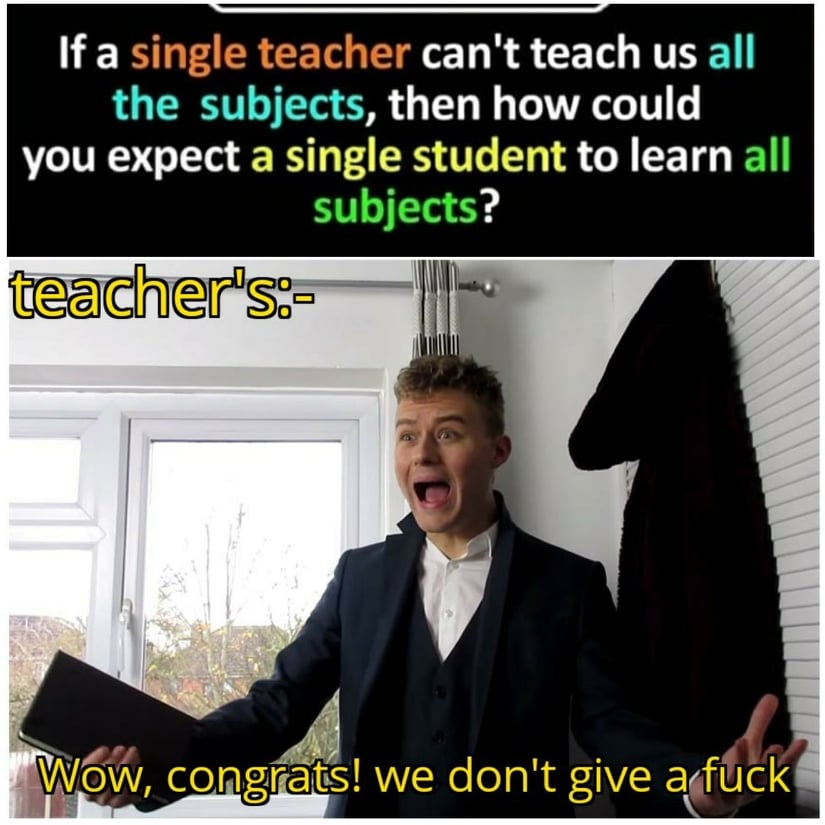 If a single teacher can't teach us all
the subjects, then how could
you expect a single student to learn all
subjects?
teacher's:-
Wow, congrats! we don't give a fuck